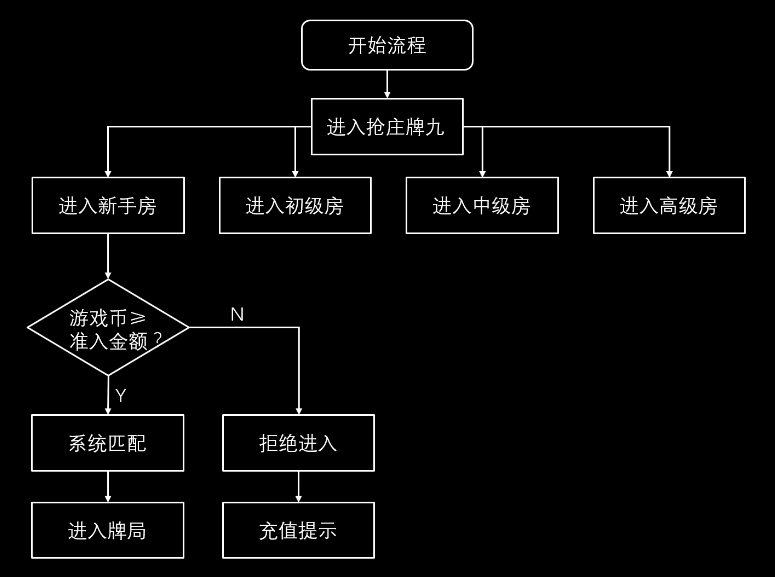 开始流程
进入抢庄牌九
进入新手房
进入初级房
进入中级房
进入高级房
游戏币≥
准入金额？
N
Y
系统匹配
拒绝进入
进入牌局
充值提示